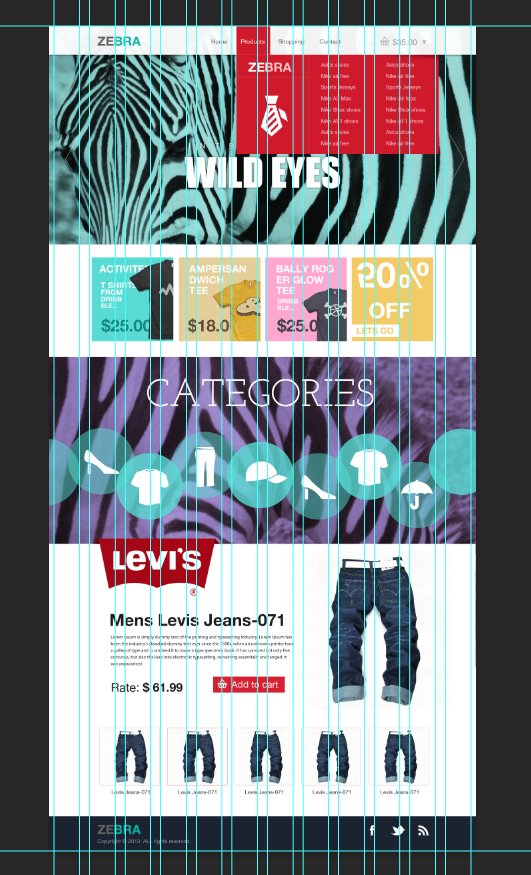 ZEBRA
Home Products Shopping Contact $35.00
ZEBRA
Asics shoes Asics shoes
Nike air free Nike air free
Sports Jerseys Sports Jerseys
Nike Air Max Nike Air Max
Nike Shox shoes Nike Shox shoes
Nike AF1 shoes Nike AF1 shoes
Asics shoes Asics shoes
Nike air free Nike air free
WILD EYES
ACTIVITE
T SHIRTS
FROM
DRIBB
BLE...
$25.00
AMPERSAN
DWICH
TEE
$18.0
BALLY ROG
ER GLOW
TEE
DRIBB
BLE...
$25.0
20%
OFF
LETS GO
CATEGORIES
LEVI'S
®
Mens Levis Jeans-071
Lorem Ipsum is simply dummy text of the printing and typesetting industry. Lorem Ipsum has
been the industry's standard dummy text ever since the 1500s, when an unknown printer took
a galley of type and scrambled it to make a type specimen book. It has survived not only five
centuries, but also the leap into electronic typesetting, remaining essentially unchanged. It
was popularised
Rate: $ 61.99 Add to cart
Levis Jeans-071 Levis Jeans-071 Levis Jeans-071 Levis Jeans-071 Levis Jeans-071
ZEBRA
Copyright © 2013 ALL rights reserved.